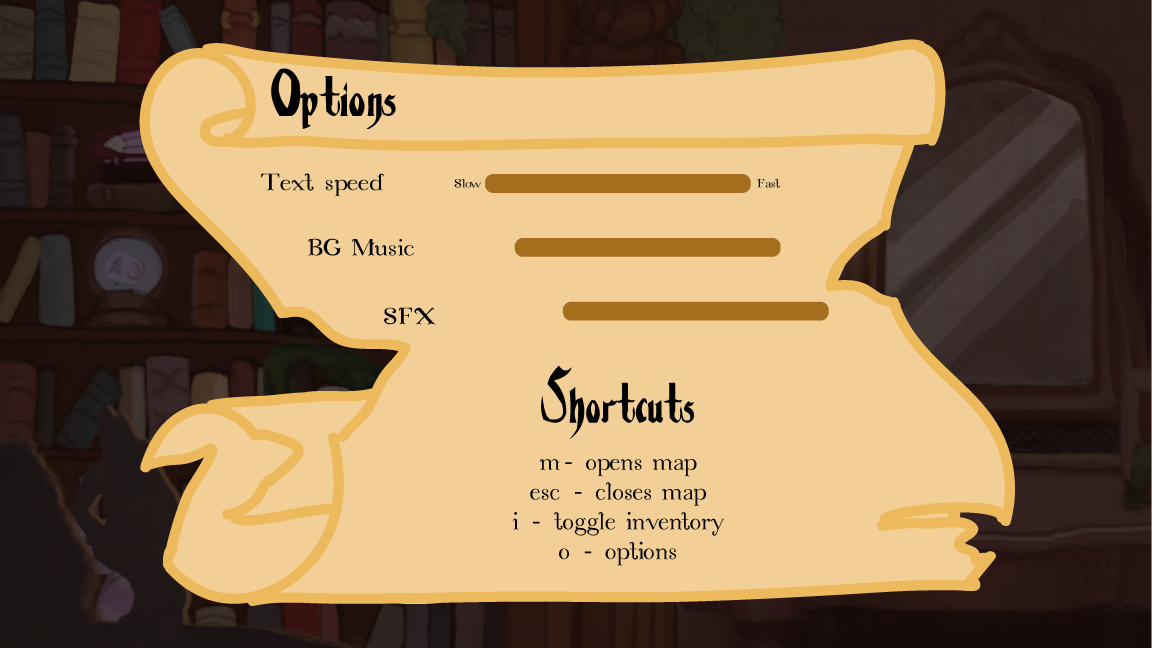 Options
Text speed Slow Fast
BG Music
SFX
Shortcuts
m - opens map
esc - closes map
i - toggle inventory
o - options